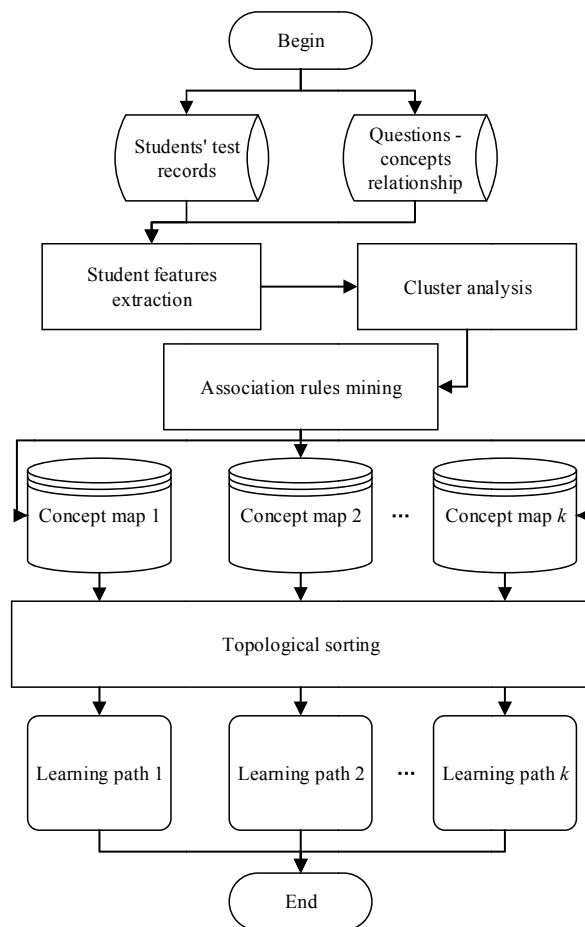 Begin
Students' test
records
Questions -
concepts
relationship
Student features
extraction
Cluster analysis
Association rules mining
Concept map 1
Concept map 2
...
Concept map k
Topological sorting
Learning path 1
Learning path 2
...
Learning path k
End